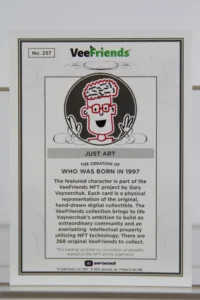 No. 257
VeeFriends
JUST ART
THE CREATION OF
WHO WAS BORN IN 1997
The featured character is part of the
VeeFriends NFT project by Gary
Vaynerchuk. Each card is a physical
representation of the original,
hand-drawn digital collectible. The
VeeFriends collection brings to life
Vaynerchuk's ambition to build an
extraordinary community and an
everlasting intellectual property
utilizing NFT technology. There are
268 original VeeFriends to collect.